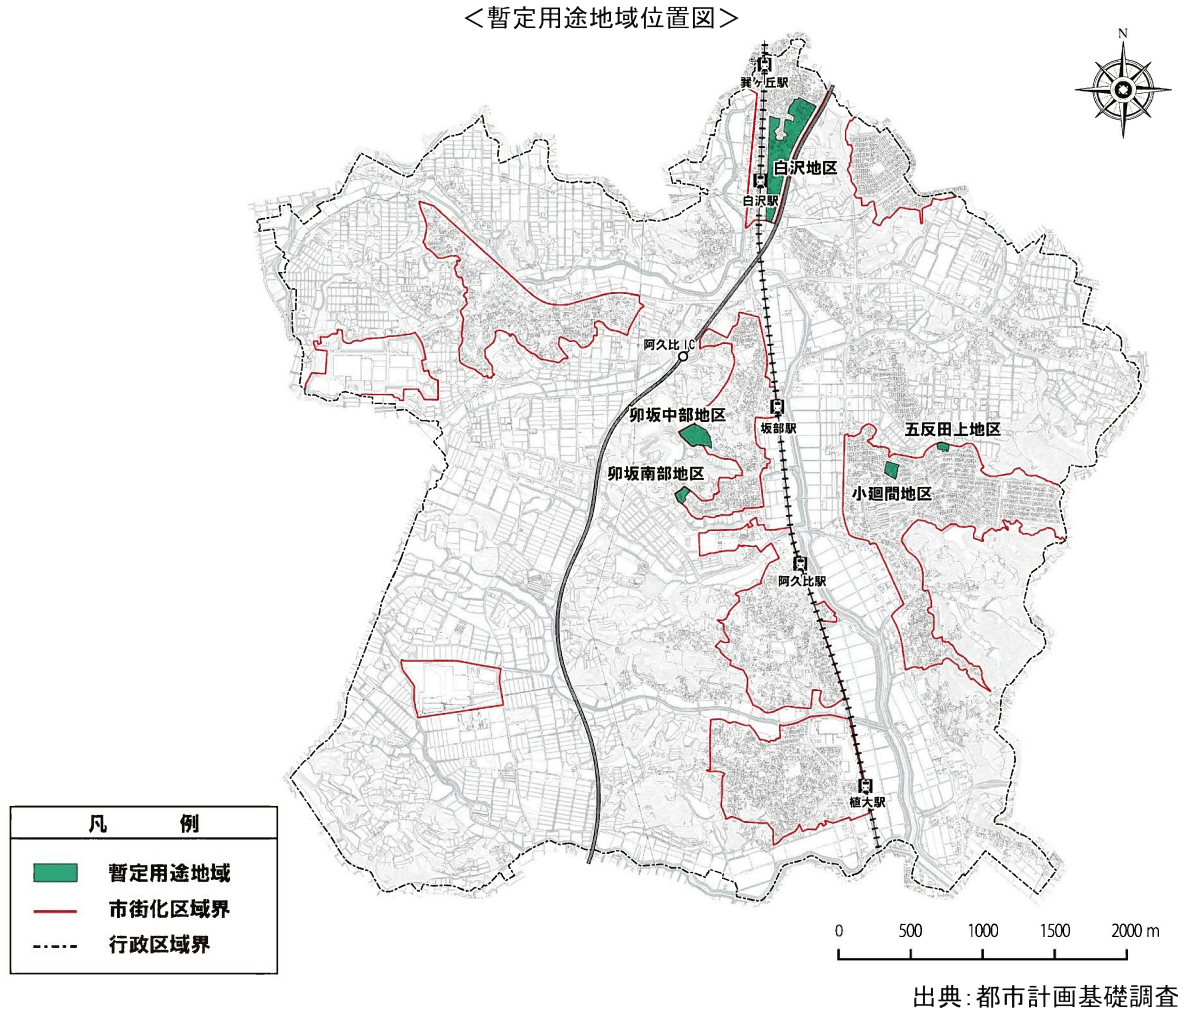 ＜暫定用途地域位置図＞
N
巽ヶ丘駅
白沢地区
白沢駅
阿久比IC
卯坂中部地区
坂部駅
五反田上地区
卯坂南部地区
小廻間地区
阿久比駅
植大駅
凡 例
暫定用途地域
市街化区域界
行政区域界
0 500 1000 1500 2000 m
出典：都市計画基礎調査